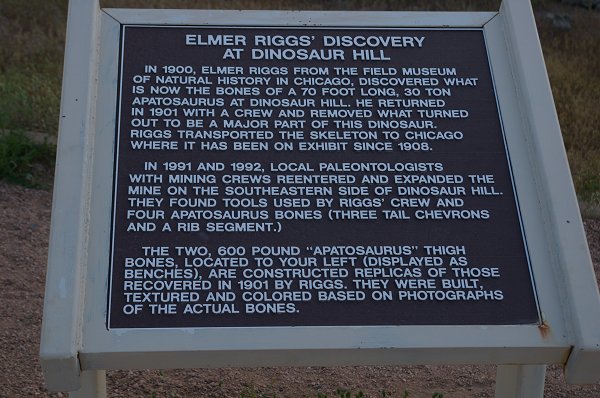 ELMER RIGGS' DISCOVERY
AT DINOSAUR HILL
IN 1900, ELMER RIGGS FROM THE FIELD MUSEUM
OF NATURAL HISTORY IN CHICAGO, DISCOVERED WHAT
IS NOW THE BONES OF A 70 FOOT LONG, 30 TON
APATOSAURUS AT DINOSAUR HILL. HE RETURNED
IN 1901 WITH A CREW AND REMOVED WHAT TURNED
OUT TO BE A MAJOR PART OF THIS DINOSAUR.
RIGGS TRANSPORTED THE SKELETON TO CHICAGO
WHERE IT HAS BEEN ON EXHIBIT SINCE 1908.
IN 1991 AND 1992, LOCAL PALEONTOLOGISTS
WITH MINING CREWS REENTERED AND EXPANDED THE
MINE ON THE SOUTHEASTERN SIDE OF DINOSAUR HILL.
THEY FOUND TOOLS USED BY RIGGS' CREW AND
FOUR APATOSAURUS BONES (THREE TAIL CHEVRONS
AND A RIB SEGMENT.)
THE TWO, 600 POUND "APATOSAURUS" THIGH
BONES, LOCATED TO YOUR LEFT (DISPLAYED AS
BENCHES), ARE CONSTRUCTED REPLICAS OF THOSE
RECOVERED IN 1901 BY RIGGS. THEY WERE BUILT,
TEXTURED AND COLORED BASED ON PHOTOGRAPHS
OF THE ACTUAL BONES.